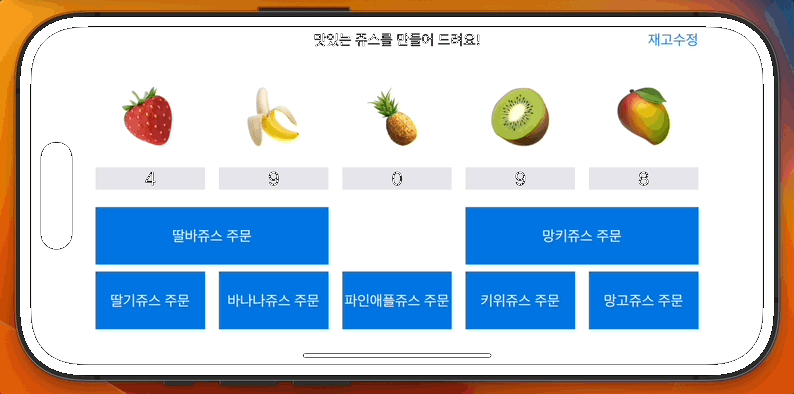 맛있는 쥬스를 만들어 드려요!
재고수정
4 9 0 9 8
딸바쥬스 주문 망키쥬스 주문
딸기쥬스 주문 바나나쥬스 주문 파인애플쥬스 주문 키위쥬스 주문 망고쥬스 주문